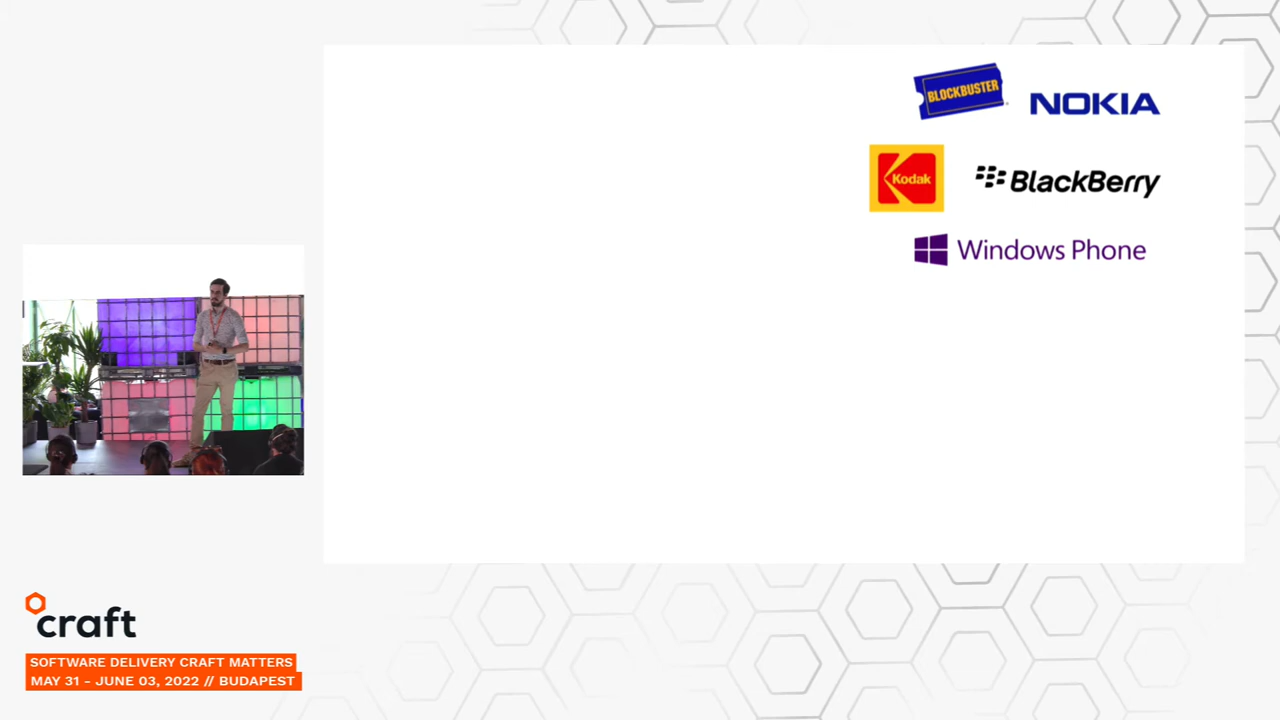 BLOCKBUSTER
NOKIA
Kodak
BlackBerry
Windows Phone
craft
SOFTWARE DELIVERY CRAFT MATTERS
MAY 31 - JUNE 03, 2022 // BUDAPEST